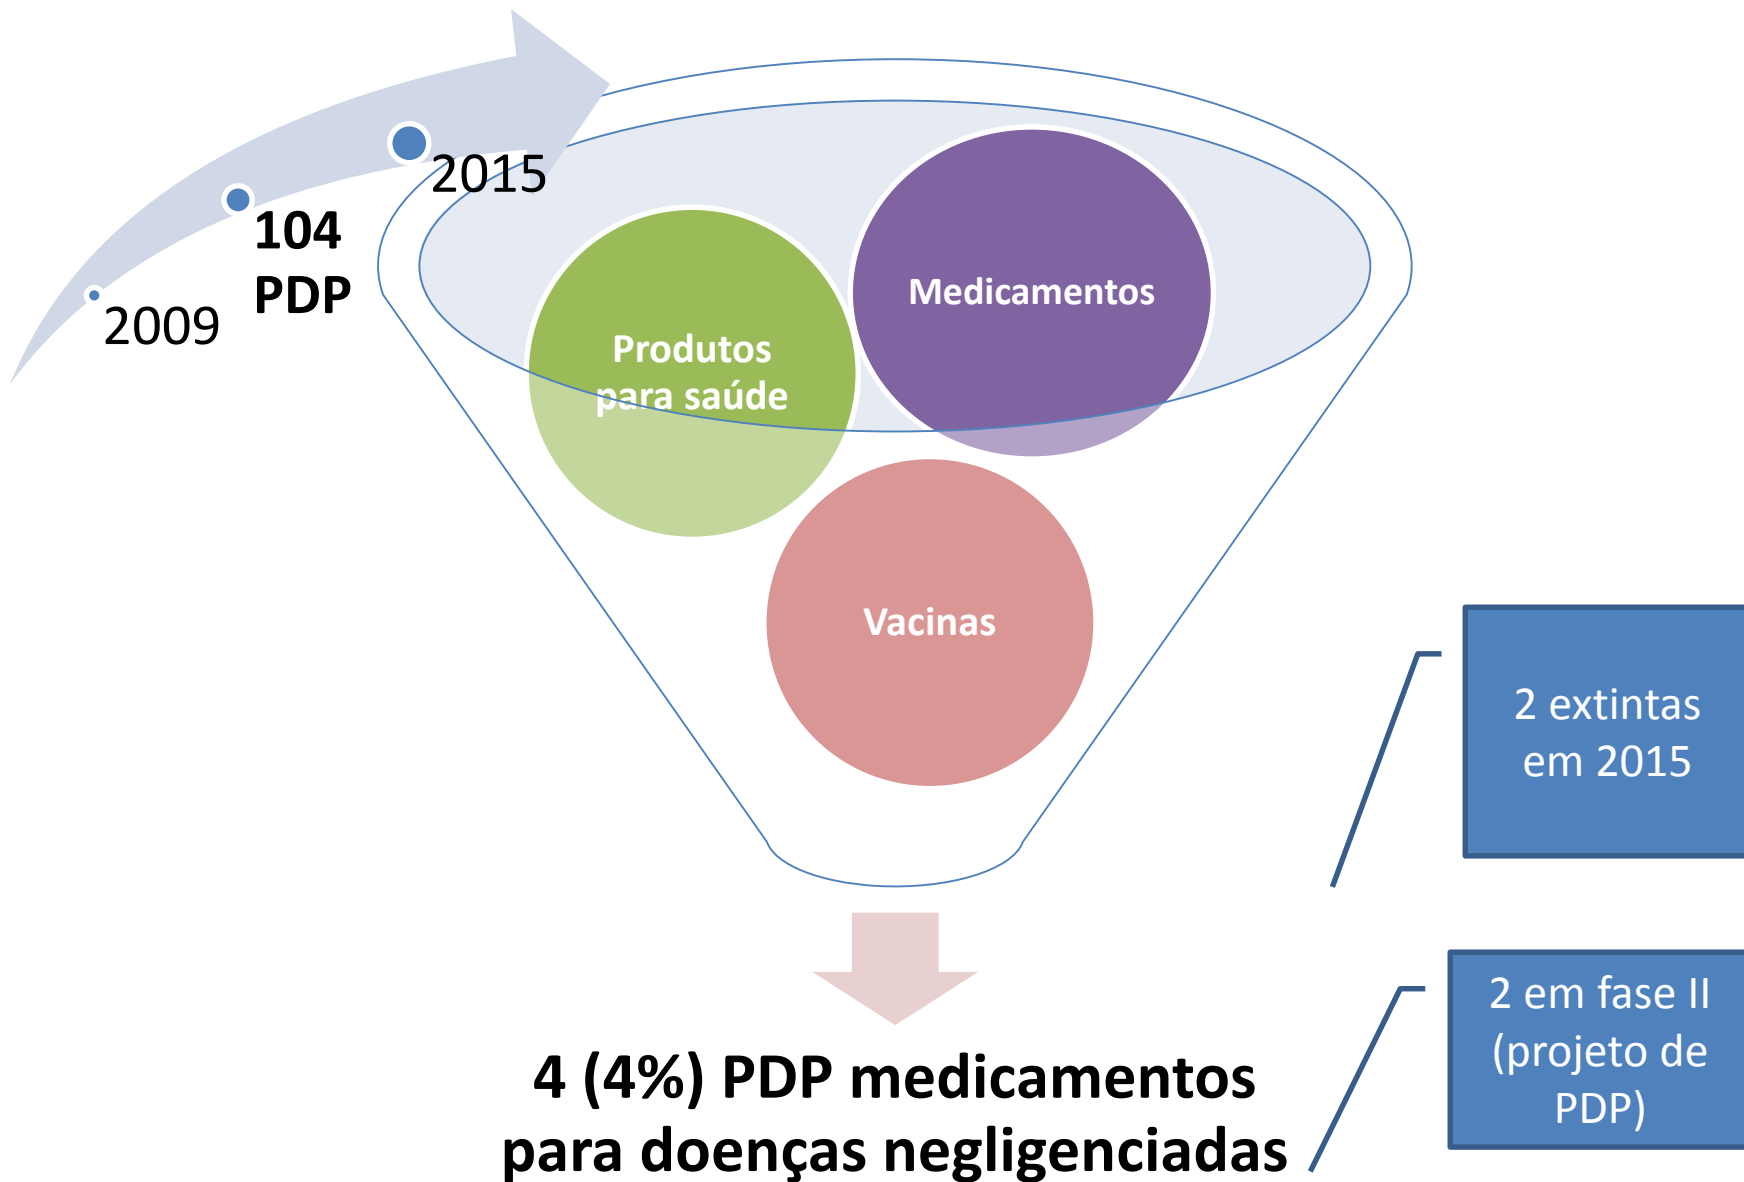 2015
104
PDP
2009
Medicamentos
Produtos
para saúde
Vacinas
2 extintas
em 2015
2 em fase II
(projeto de
PDP)
4 (4%) PDP medicamentos
para doenças negligenciadas